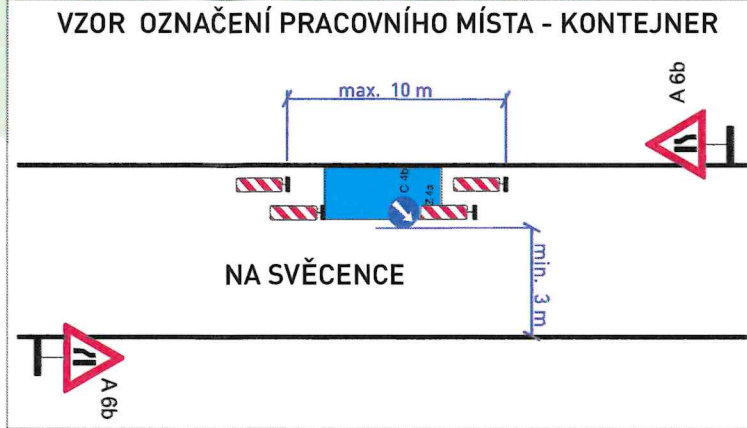 VZOR OZNAČENÍ PRACOVNÍHO MÍSTA - KONTEJNER
max. 10 m
A 6b
C 4b
Z 4a
NA SVĚCENCE
min. 3 m
A 6b